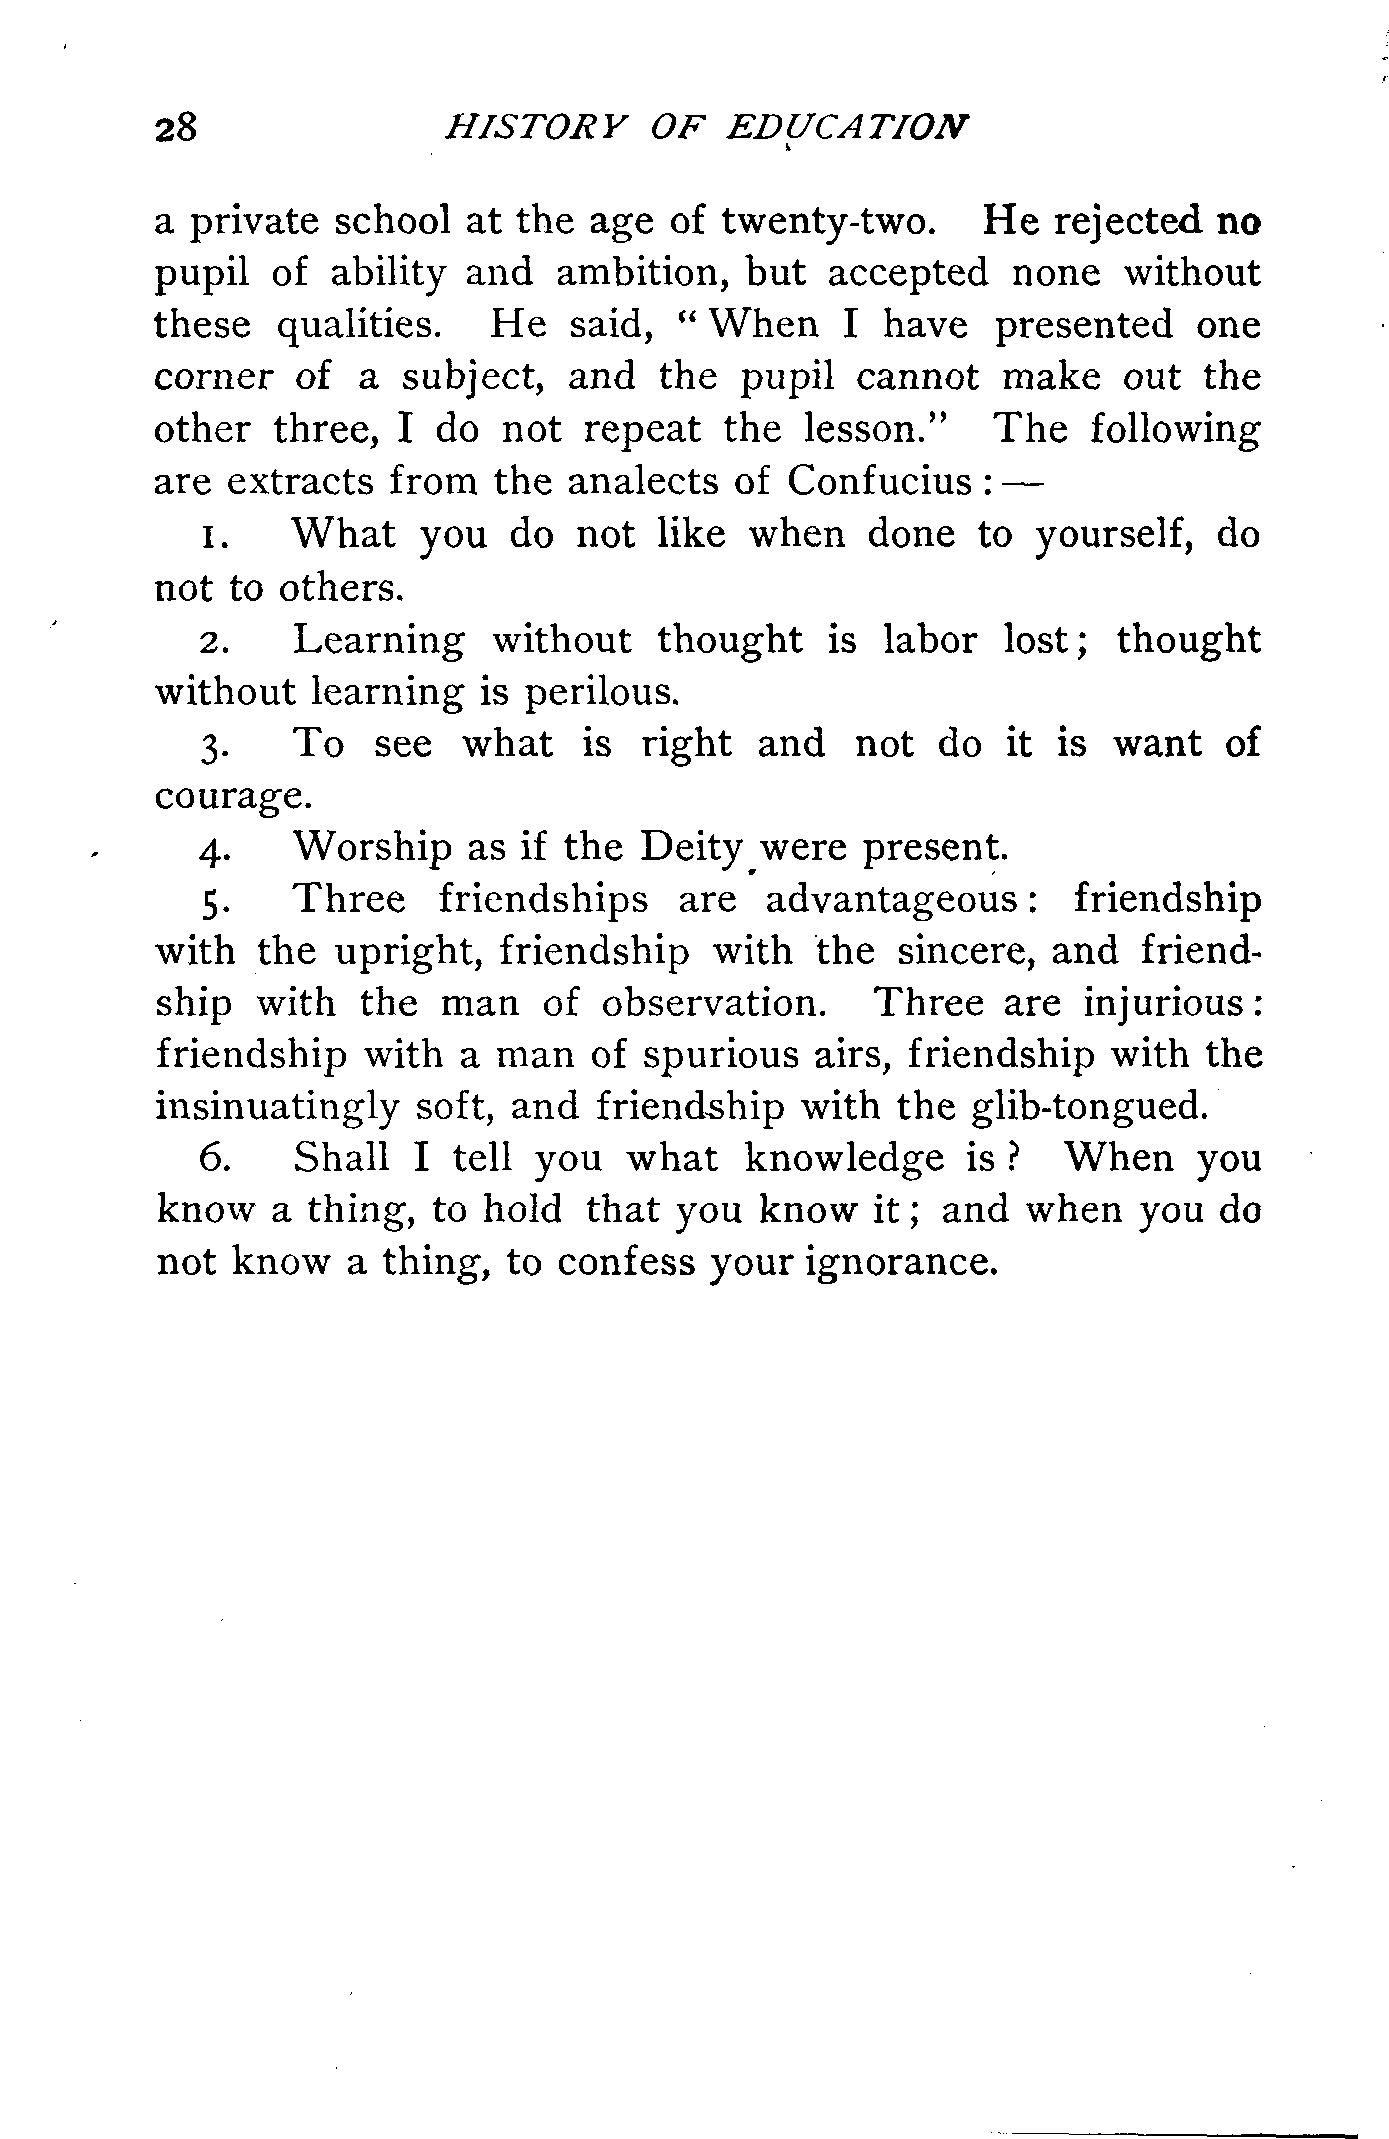 28 HISTORY OF EDUCATION
a private school at the age of twenty-two. He rejected no
pupil of ability and ambition, but accepted none without
these qualities. He said, “ When I have presented one
corner of a subject, and the pupil cannot make out the
other three, I do not repeat the lesson.” The following
are extracts from the analects of Confucius : —
1. What you do not like when done to yourself, do
not to others.
2. Learning without thought is labor lost ; thought
without learning is perilous.
3. To see what is right and not do it is want of
courage.
4. Worship as if the Deity were present.
5. Three friendships are advantageous : friendship
with the upright, friendship with the sincere, and friend-
ship with the man of observation. Three are injurious :
friendship with a man of spurious airs, friendship with the
insinuatingly soft, and friendship with the glib-tongued.
6. Shall I tell you what knowledge is ? When you
know a thing, to hold that you know it ; and when you do
not know a thing, to confess your ignorance.